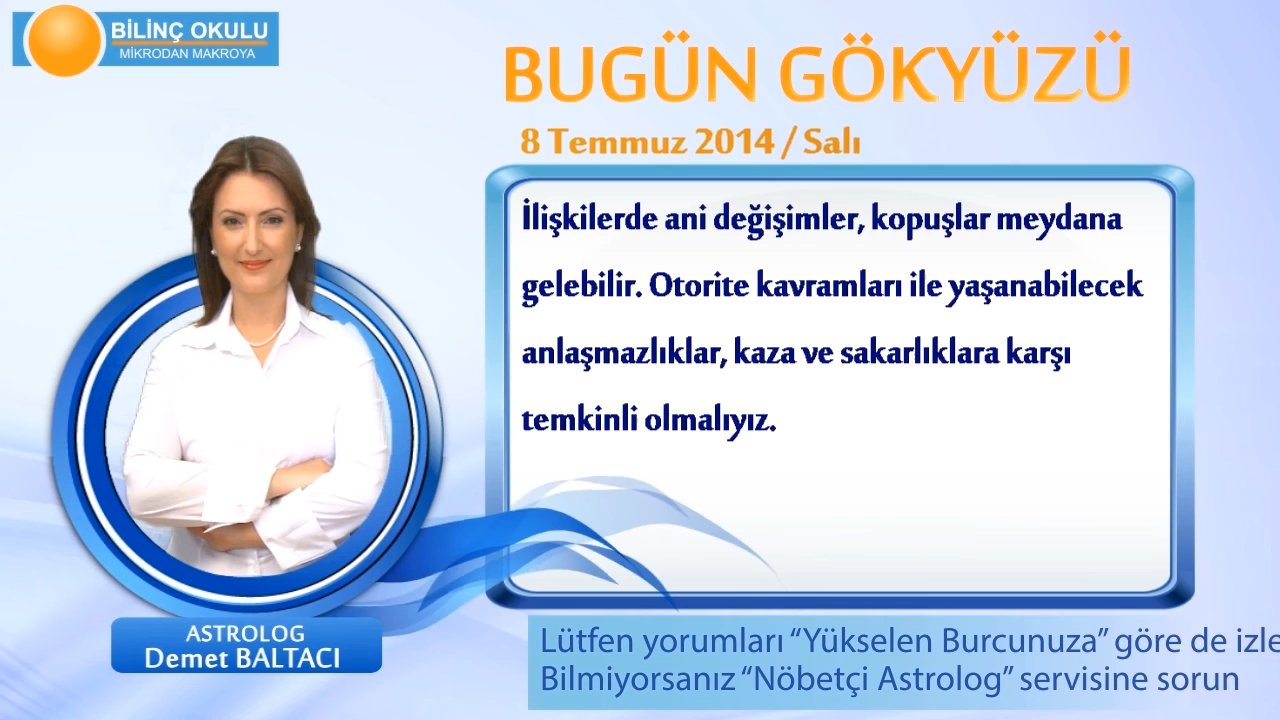 BİLİNÇ OKULU
MİKRODAN MAKROYA
BUGÜN GÖKYÜZÜ
8 Temmuz 2014 / Salı
İlişkilerde ani değişimler, kopuşlar meydana
gelebilir. Otorite kavramları ile yaşanabilecek
anlaşmazlıklar, kaza ve sakarlıklara karşı
temkinli olmalıyız.
ASTROLOG
Demet BALTACI
Lütfen yorumları “Yükselen Burcunuza” göre de
Bilmiyorsanız “Nöbetçi Astrolog” servisine sorun